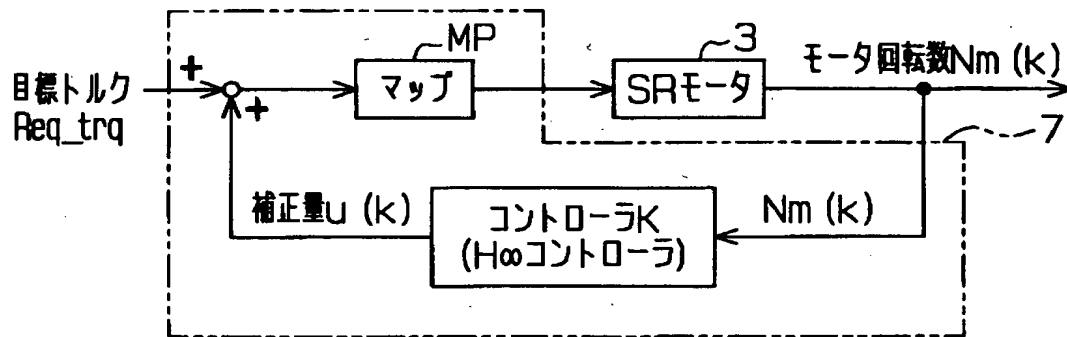 MP
3
モータ回転数Nm(k)
目標トルク
Req_trq
+
+
マップ
SRモータ
7
補正量u(k)
コントローラK
(H∞コントローラ)
Nm(k)